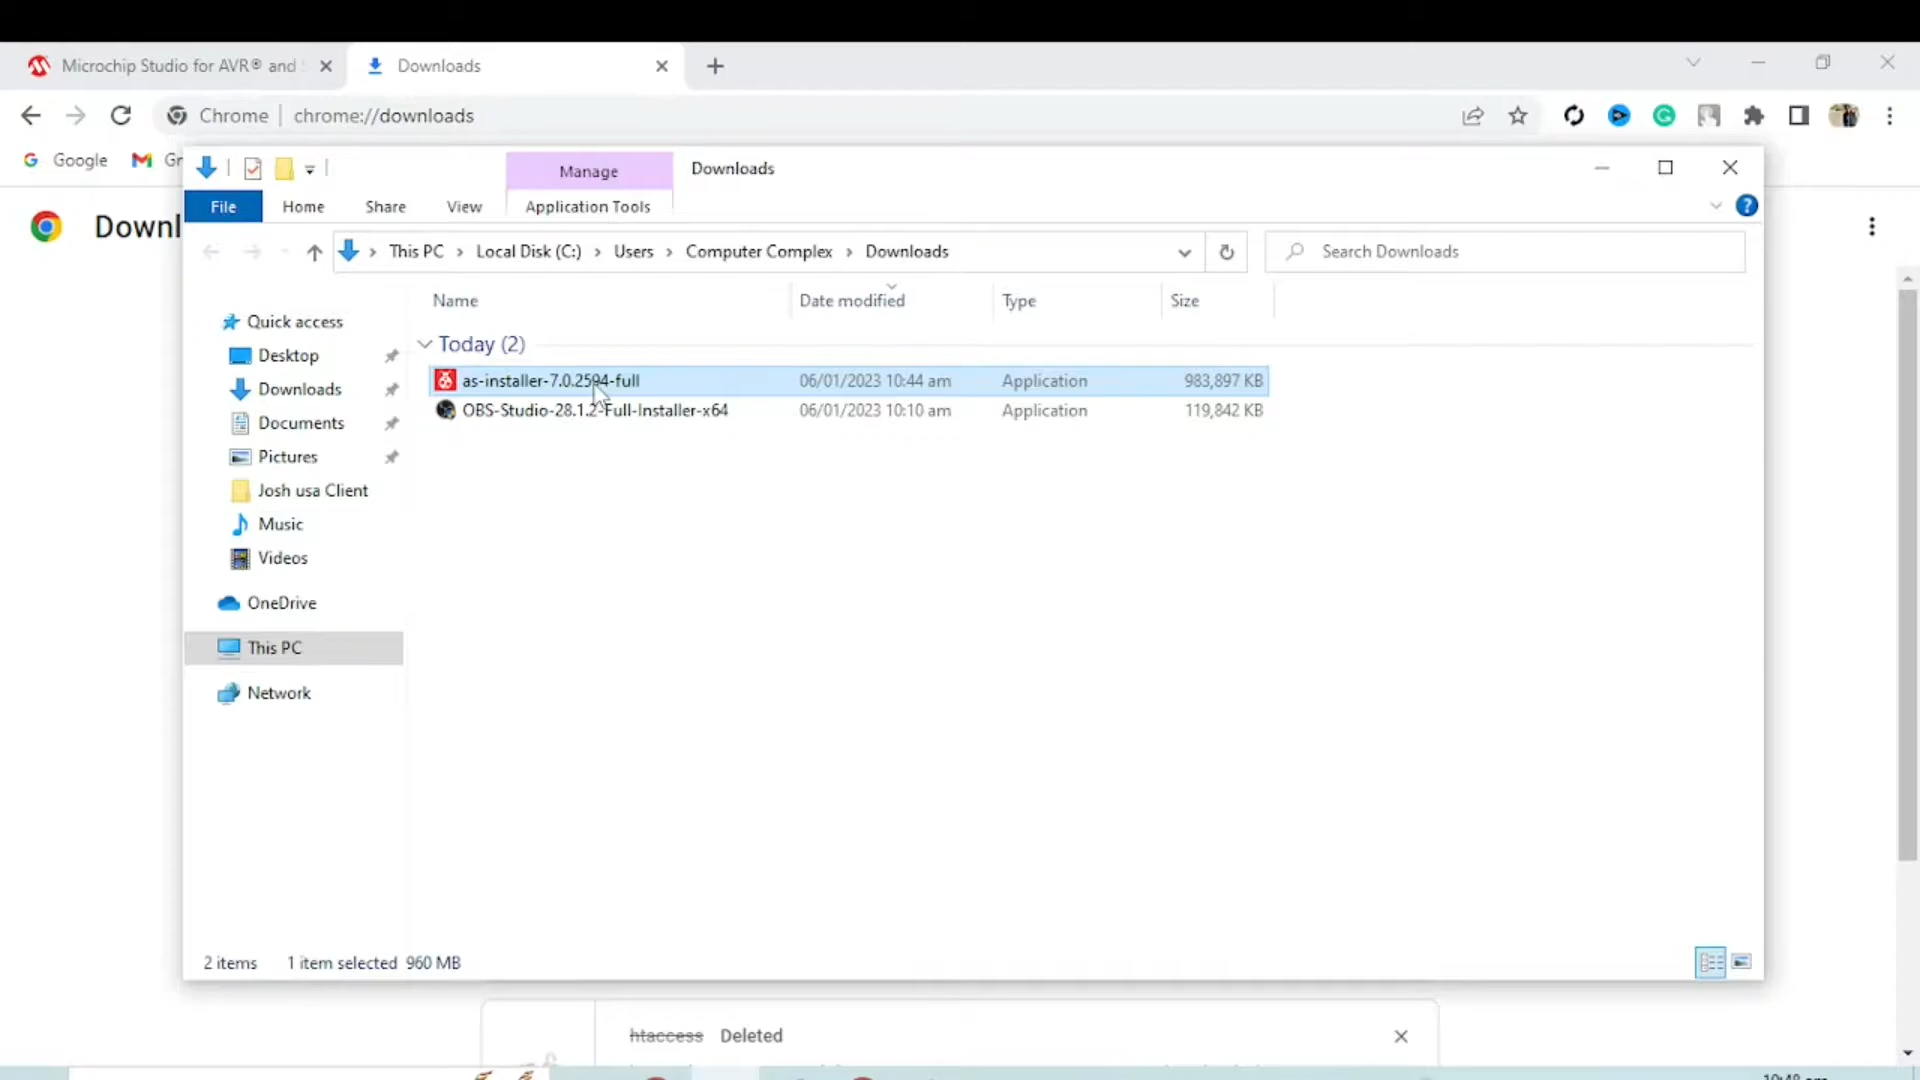 Microchip Studio for AVR® and
Downloads
Chrome
chrome://downloads
Google
Gr
Downl
Manage
Downloads
File
Home
Share
View
Application Tools
This PC
Local Disk (C:)
Users
Computer Complex
Downloads
Search Downloads
Name
Date modified
Type
Size
Quick access
Desktop
Downloads
Documents
Pictures
Josh usa Client
Music
Videos
OneDrive
This PC
Network
Today (2)
as-installer-7.0.2594-full 06/01/2023 10:44 am Application 983,897 KB
OBS-Studio-28.1.2-Full-Installer-x64 06/01/2023 10:10 am Application 119,842 KB
2 items 1 item selected 960 MB
htaccess Deleted